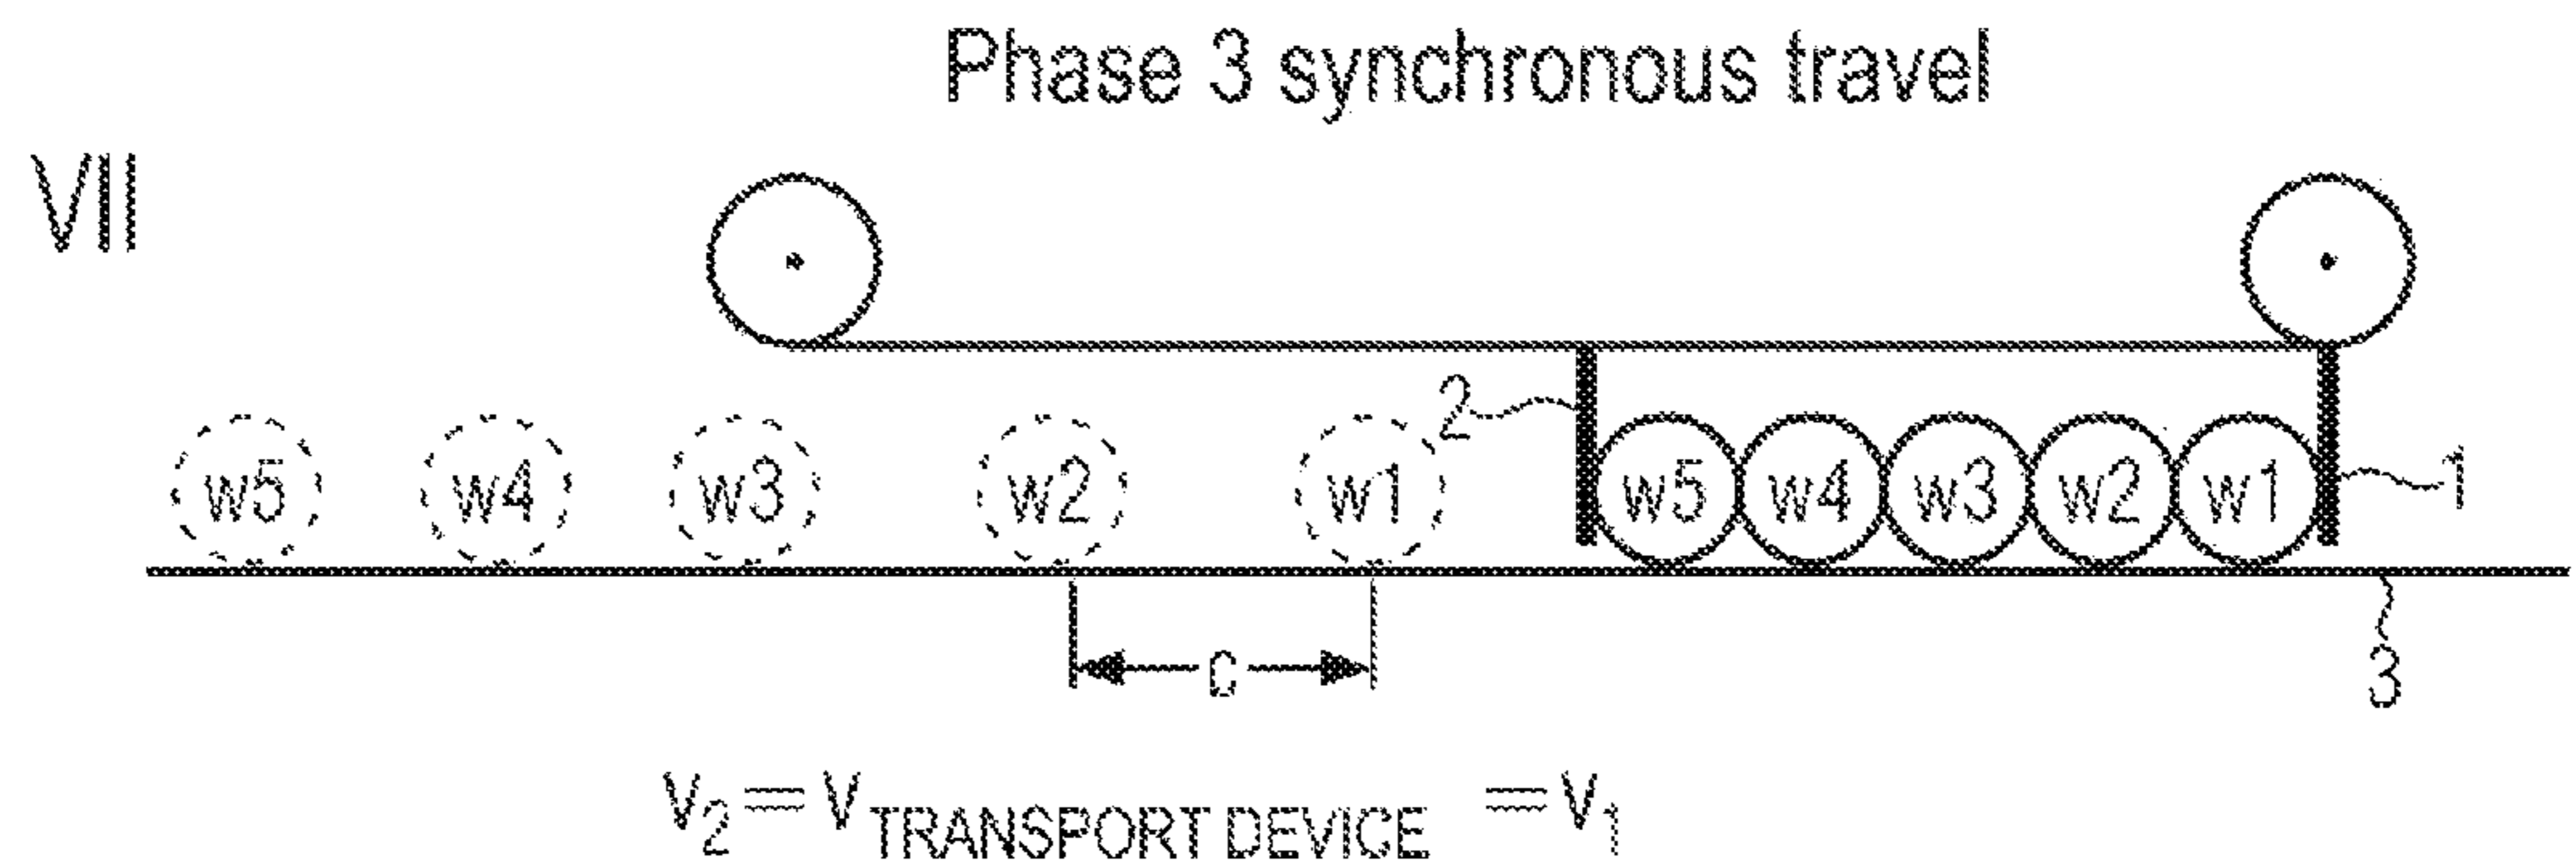 Phase 3 synchronous travel
VII
2
w5 w4 w3 w2 w1 w5 w4 w3 w2 w1
1
C
3
V2 = V TRANSPORT DEVICE = V1